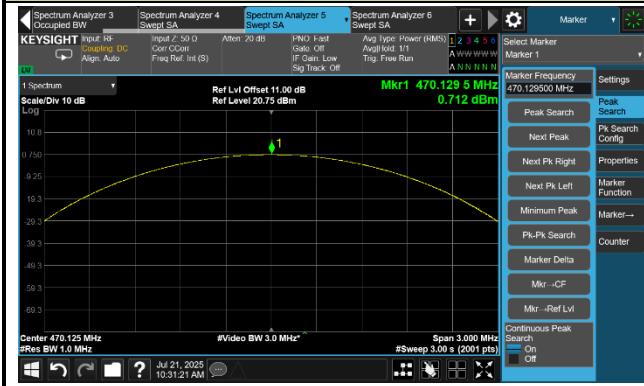 Spectrum Analyzer 3
Occupied BW
Spectrum Analyzer 4
Swept SA
Spectrum Analyzer 5
Swept SA
Spectrum Analyzer 6
Swept SA
Marker
KEYSIGHT
Input: RF
Coupling: DC
Align: Auto
Input Z: 50 Ω
Corr CCorr
Freq Ref: Int (S)
Atten: 20 dB
PNO: Fast
Gate: Off
IF Gain: Low
Sig Track: Off
Avg Type: Power (RMS)
Avg|Hold: 1/1
Trig: Free Run
1 2 3 4 5 6
A W W W W W
A N N N N N
LV
Select Marker
Marker 1
1 Spectrum
Scale/Div 10 dB
Log
Ref Lvl Offset 11.00 dB
Ref Level 20.75 dBm
Mkr1 470.129 5 MHz
0.712 dBm
10.8
0.750
-9.25
-19.3
-29.3
-39.3
-49.3
-59.3
-69.3
1
Center 470.125 MHz
#Res BW 1.0 MHz
#Video BW 3.0 MHz*
Span 3.000 MHz
#Sweep 3.00 s (2001 pts)
Marker Frequency
470.129500 MHz
Peak Search
Next Peak
Next Pk Right
Next Pk Left
Minimum Peak
Pk-Pk Search
Marker Delta
Mkr→CF
Mkr→Ref Lvl
Continuous Peak
Search
On
Off
Settings
Peak
Search
Pk Search
Config
Properties
Marker
Function
Marker→
Counter
Jul 21, 2025
10:31:21 AM